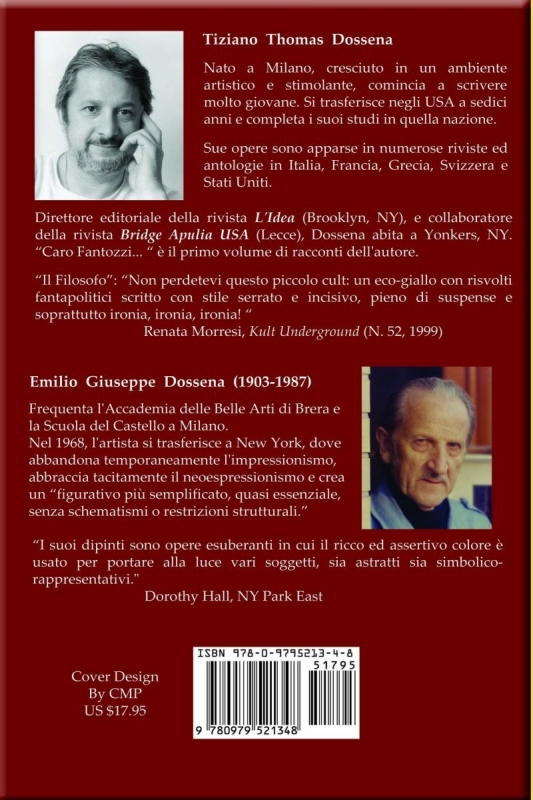 Tiziano Thomas Dossena
Nato a Milano, cresciuto in un ambiente
artistico e stimolante, comincia a scrivere
molto giovane. Si trasferisce negli USA a sedici
anni e completa i suoi studi in quella nazione.
Sue opere sono apparse in numerose riviste ed
antologie in Italia, Francia, Grecia, Svizzera e
Stati Uniti.
Direttore editoriale della rivista L'Idea (Brooklyn, NY), e collaboratore
della rivista Bridge Apulia USA (Lecce), Dossena abita a Yonkers, NY.
“Caro Fantozzi... “ è il primo volume di racconti dell'autore.
“Il Filosofo”: “Non perdetevi questo piccolo cult: un eco-giallo con risvolti
fantapolitici scritto con stile serrato e incisivo, pieno di suspense e
soprattutto ironia, ironia, ironia! “
Renata Morresi, Kult Underground (N. 52, 1999)
Emilio Giuseppe Dossena (1903-1987)
Frequenta l'Accademia delle Belle Arti di Brera e
la Scuola del Castello a Milano.
Nel 1968, l'artista si trasferisce a New York, dove
abbandona temporaneamente l'impressionismo,
abbraccia tacitamente il neoespressionismo e crea
un “figurativo più semplificato, quasi essenziale,
senza schematismi o restrizioni strutturali.”
“I suoi dipinti sono opere esuberanti in cui il ricco ed assertivo colore è
usato per portare alla luce vari soggetti, sia astratti sia simbolico-
rappresentativi."
Dorothy Hall, NY Park East
Cover Design
By CMP
US $17.95
ISBN 978-0-9795213-4-8
51795
9 780979 521348